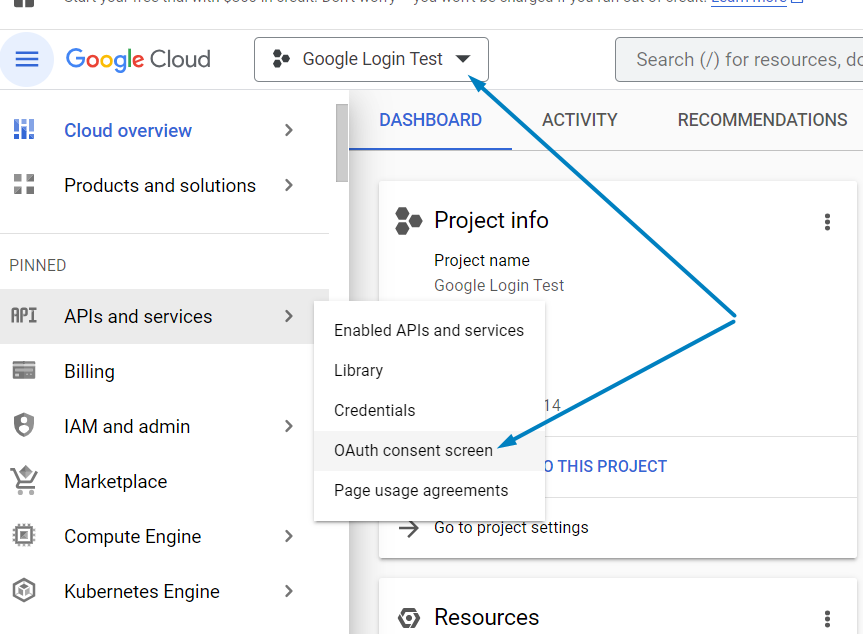 Start your free trial with $300 in credit. Don't worry – you won't be charged if you run out of credit. Learn more
Google Cloud
Google Login Test
Search (/) for resources, do
Cloud overview
Products and solutions
PINNED
API APIs and services
Billing
IAM and admin
Marketplace
Compute Engine
Kubernetes Engine
DASHBOARD
ACTIVITY
RECOMMENDATIONS
Project info
Project name
Google Login Test
Enabled APIs and services
Library
Credentials
OAuth consent screen
Page usage agreements
14
O THIS PROJECT
Go to project settings
Resources